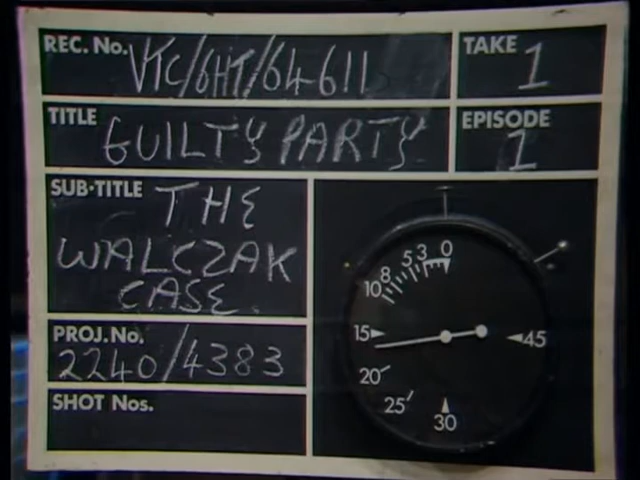 REC. No. VTC/6HT/64611
TAKE 1
TITLE GUILTY PARTY
EPISODE 1
SUB-TITLE THE
WALCZAK
CASE
PROJ. No.
2240/4383
SHOT Nos.
0
3
5
8
10
15
20
25
30
45